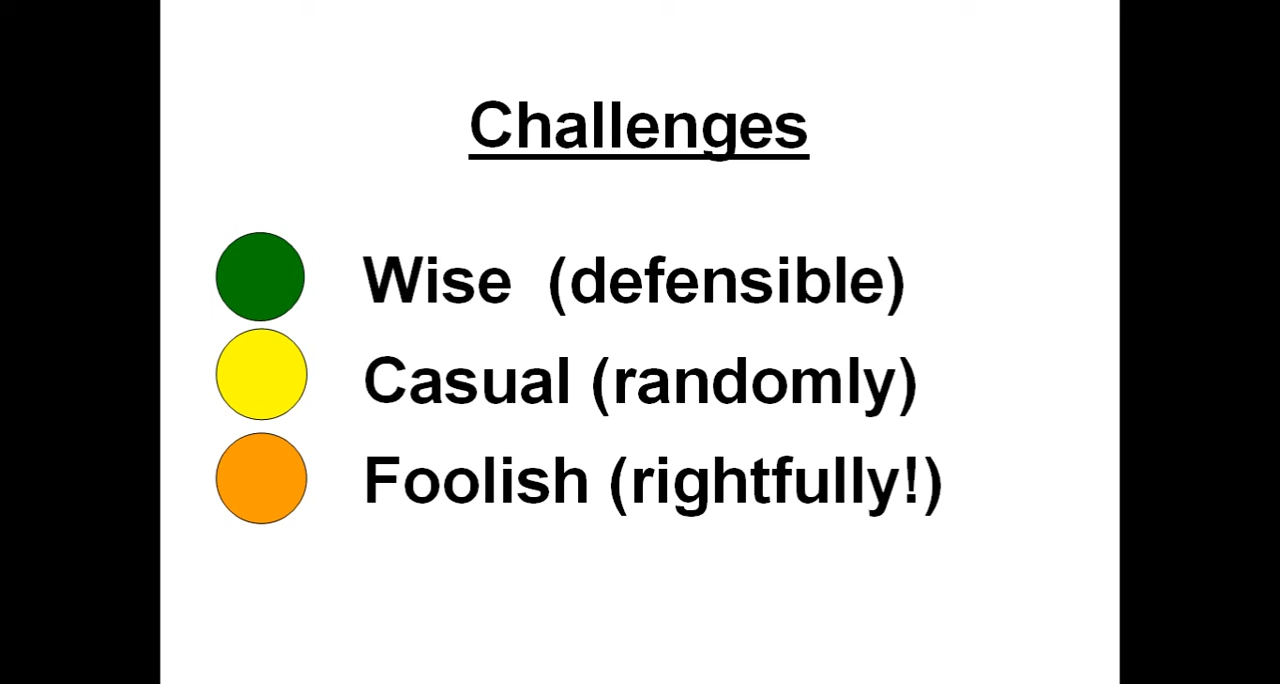 Challenges
Wise  (defensible)
Casual (randomly)
Foolish (rightfully!)